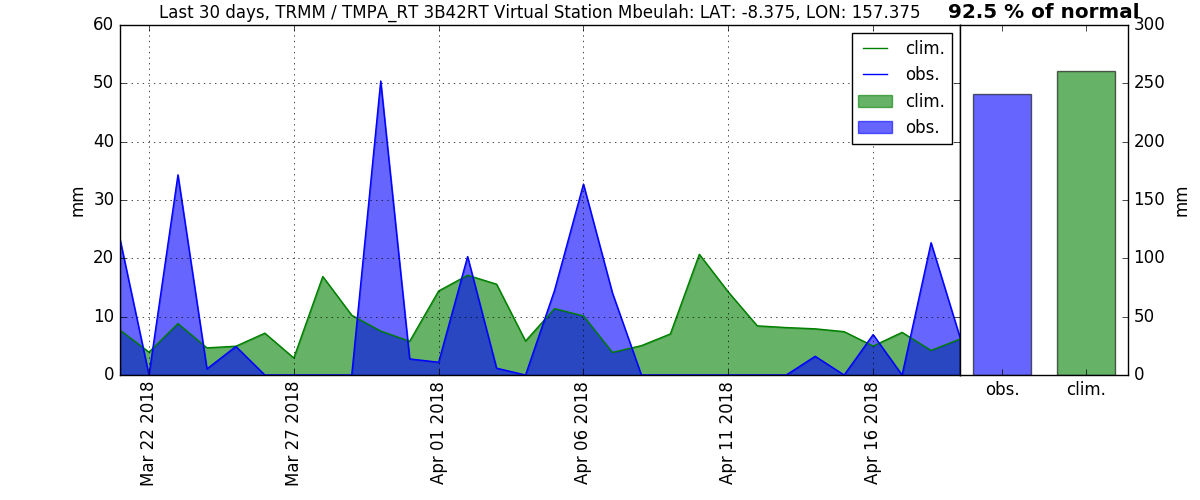 Last 30 days, TRMM / TMPA_RT 3B42RT Virtual Station Mbeulah: LAT: -8.375, LON: 157.375
92.5 % of normal
60
50
40
30
20
10
0
mm
clim.
obs.
clim.
obs.
300
250
200
150
100
50
0
mm
Mar 22 2018
Mar 27 2018
Apr 01 2018
Apr 06 2018
Apr 11 2018
Apr 16 2018
obs.
clim.